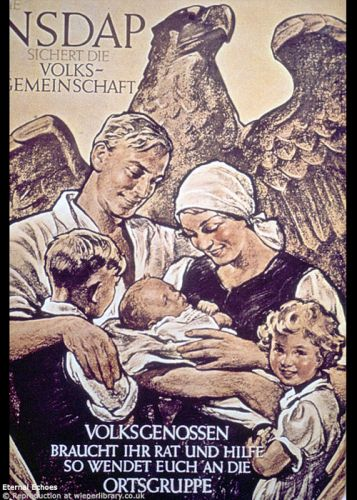 NSDAP
SICHERT DIE
VOLKS-
GEMEINSCHAFT
VOLKSGENOSSEN
BRAUCHT IHR RAT UND HILFE
SO WENDET EUCH AN DIE
ORTSGRUPPE
Eternal Echoes
© Reproduction at wienerlibrary.co.uk